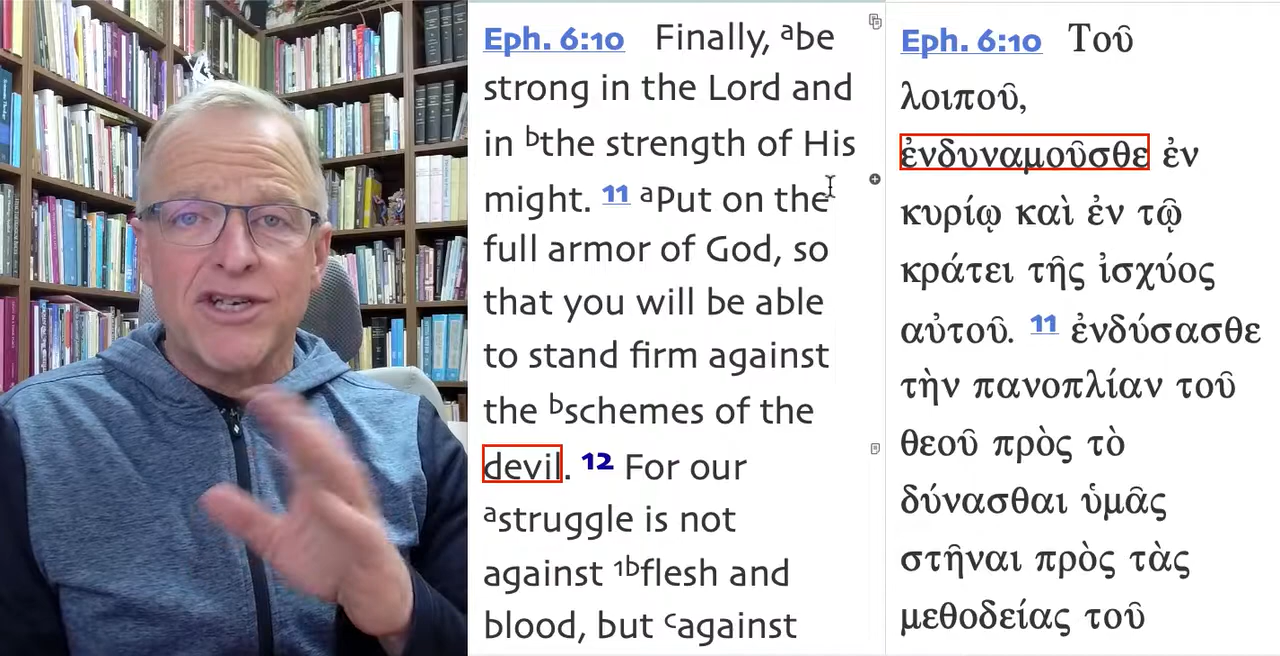 Eph. 6:10 Finally, ᵃbe
strong in the Lord and
in ᵇthe strength of His
might. 11 ᵃPut on the
full armor of God, so
that you will be able
to stand firm against
the ᵇschemes of the
devil. 12 For our
ᵃstruggle is not
against ¹ᵇflesh and
blood, but ᶜagainst
Eph. 6:10 Τοῦ
λοιποῦ,
ἐνδυναμοῦσθε ἐν
κυρίῳ καὶ ἐν τῷ
κράτει τῆς ἰσχύος
αὐτοῦ. 11 ἐνδύσασθε
τὴν πανοπλίαν τοῦ
θεοῦ πρὸς τὸ
δύνασθαι ὑμᾶς
στῆναι πρὸς τὰς
μεθοδείας τοῦ